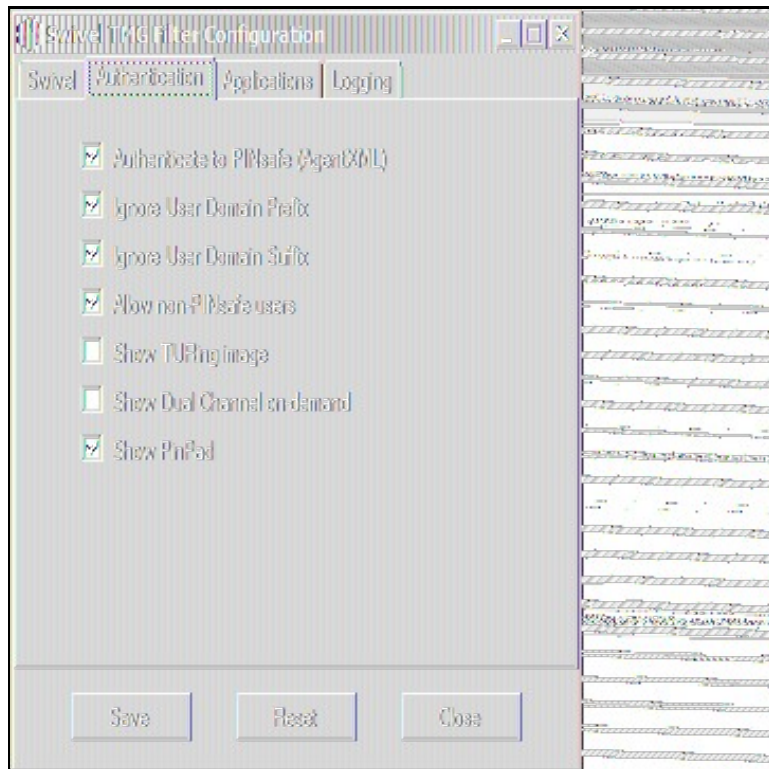 Swivel TMG Filter Configuration
Swivel Authentication Applications Logging
Authenticate to PINsafe (AgentXML)
Ignore User Domain Prefix
Ignore User Domain Suffix
Allow non-PINsafe users
Show TURing image
Show Dual Channel on-demand
Show PinPad
Save Reset Close